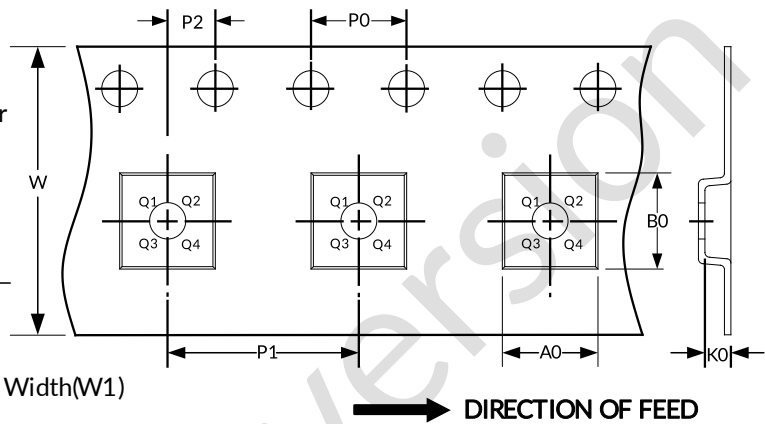 P2
P0
r
W
Q1 Q2
Q3 Q4
Q1 Q2
Q3 Q4
Q1 Q2
Q3 Q4
B0
P1
A0
K0
Width(W1)
DIRECTION OF FEED
version